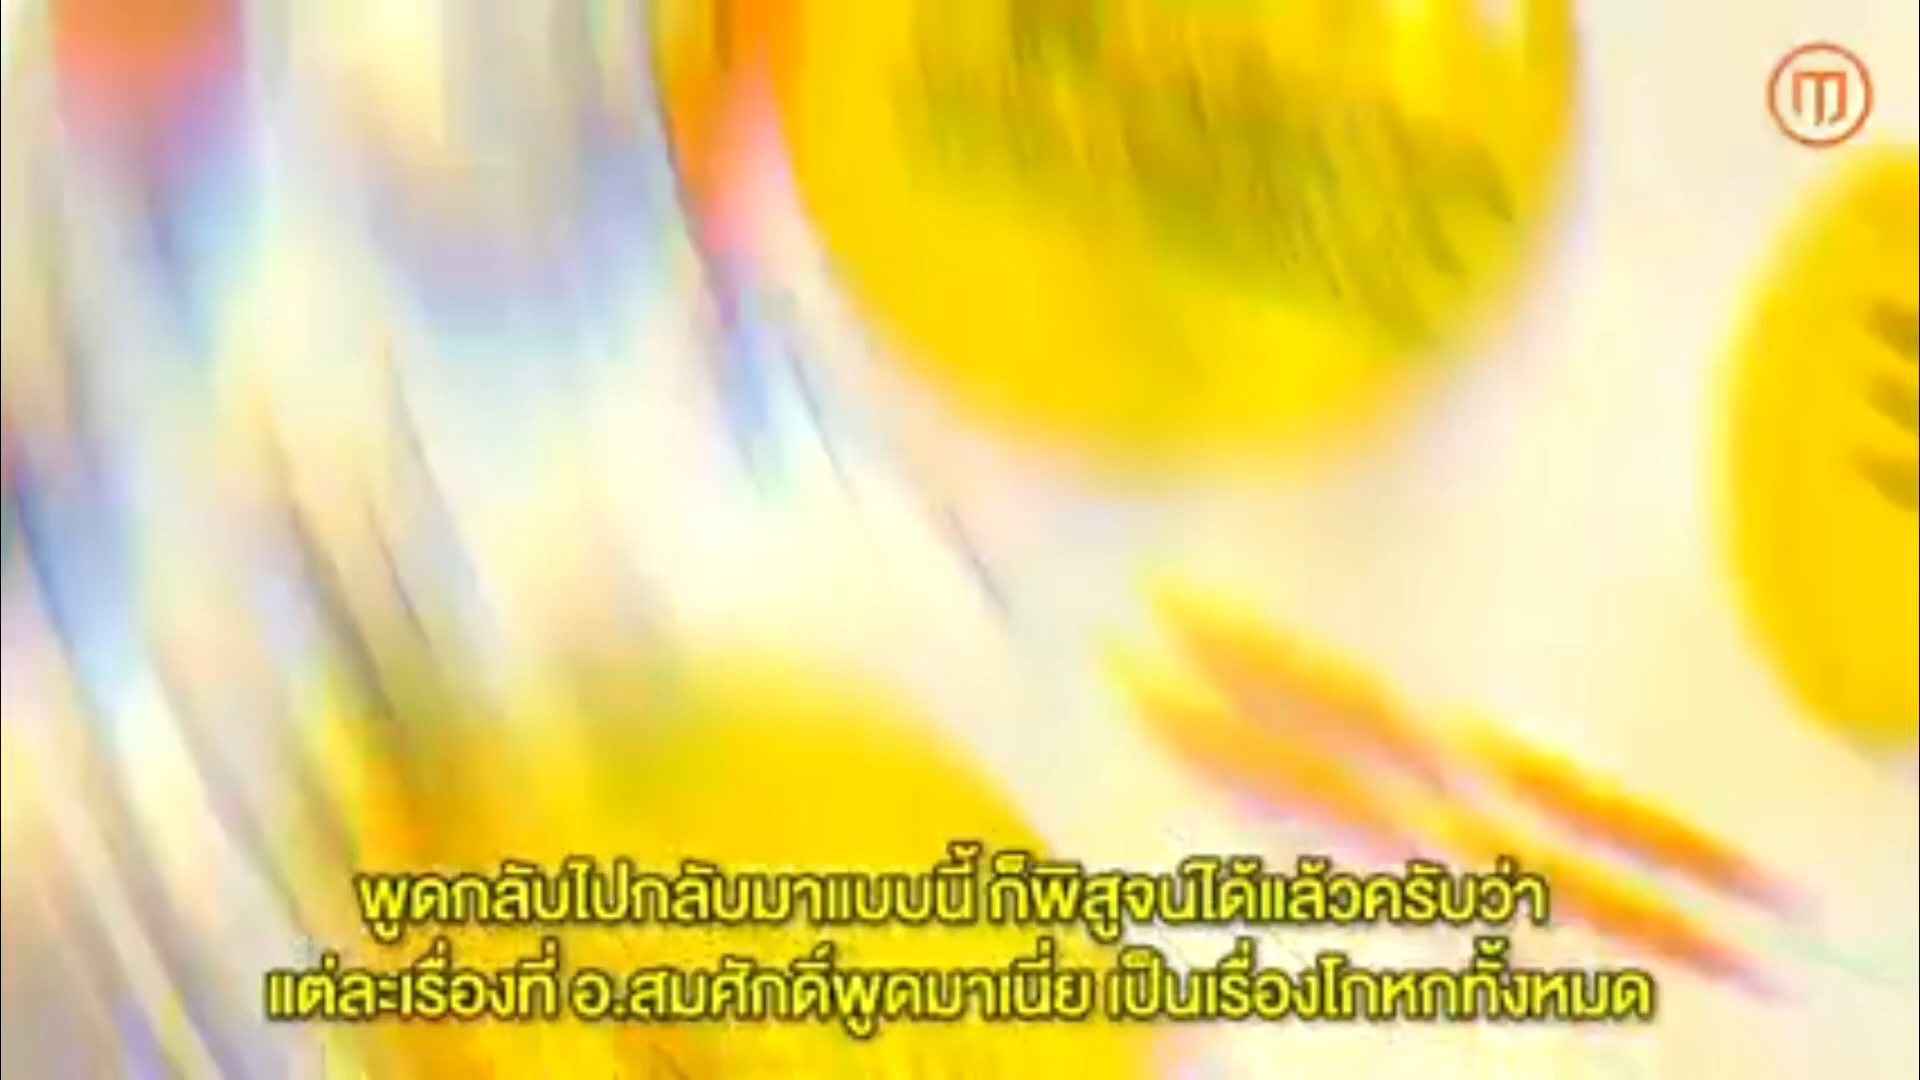 พูดกลับไปกลับมาแบบนี้ ก็พิสูจน์ได้แล้วครับว่า
แต่ละเรื่องที่ อ.สมศักดิ์พูดมาเนี่ย เป็นเรื่องโกหกทั้งหมด